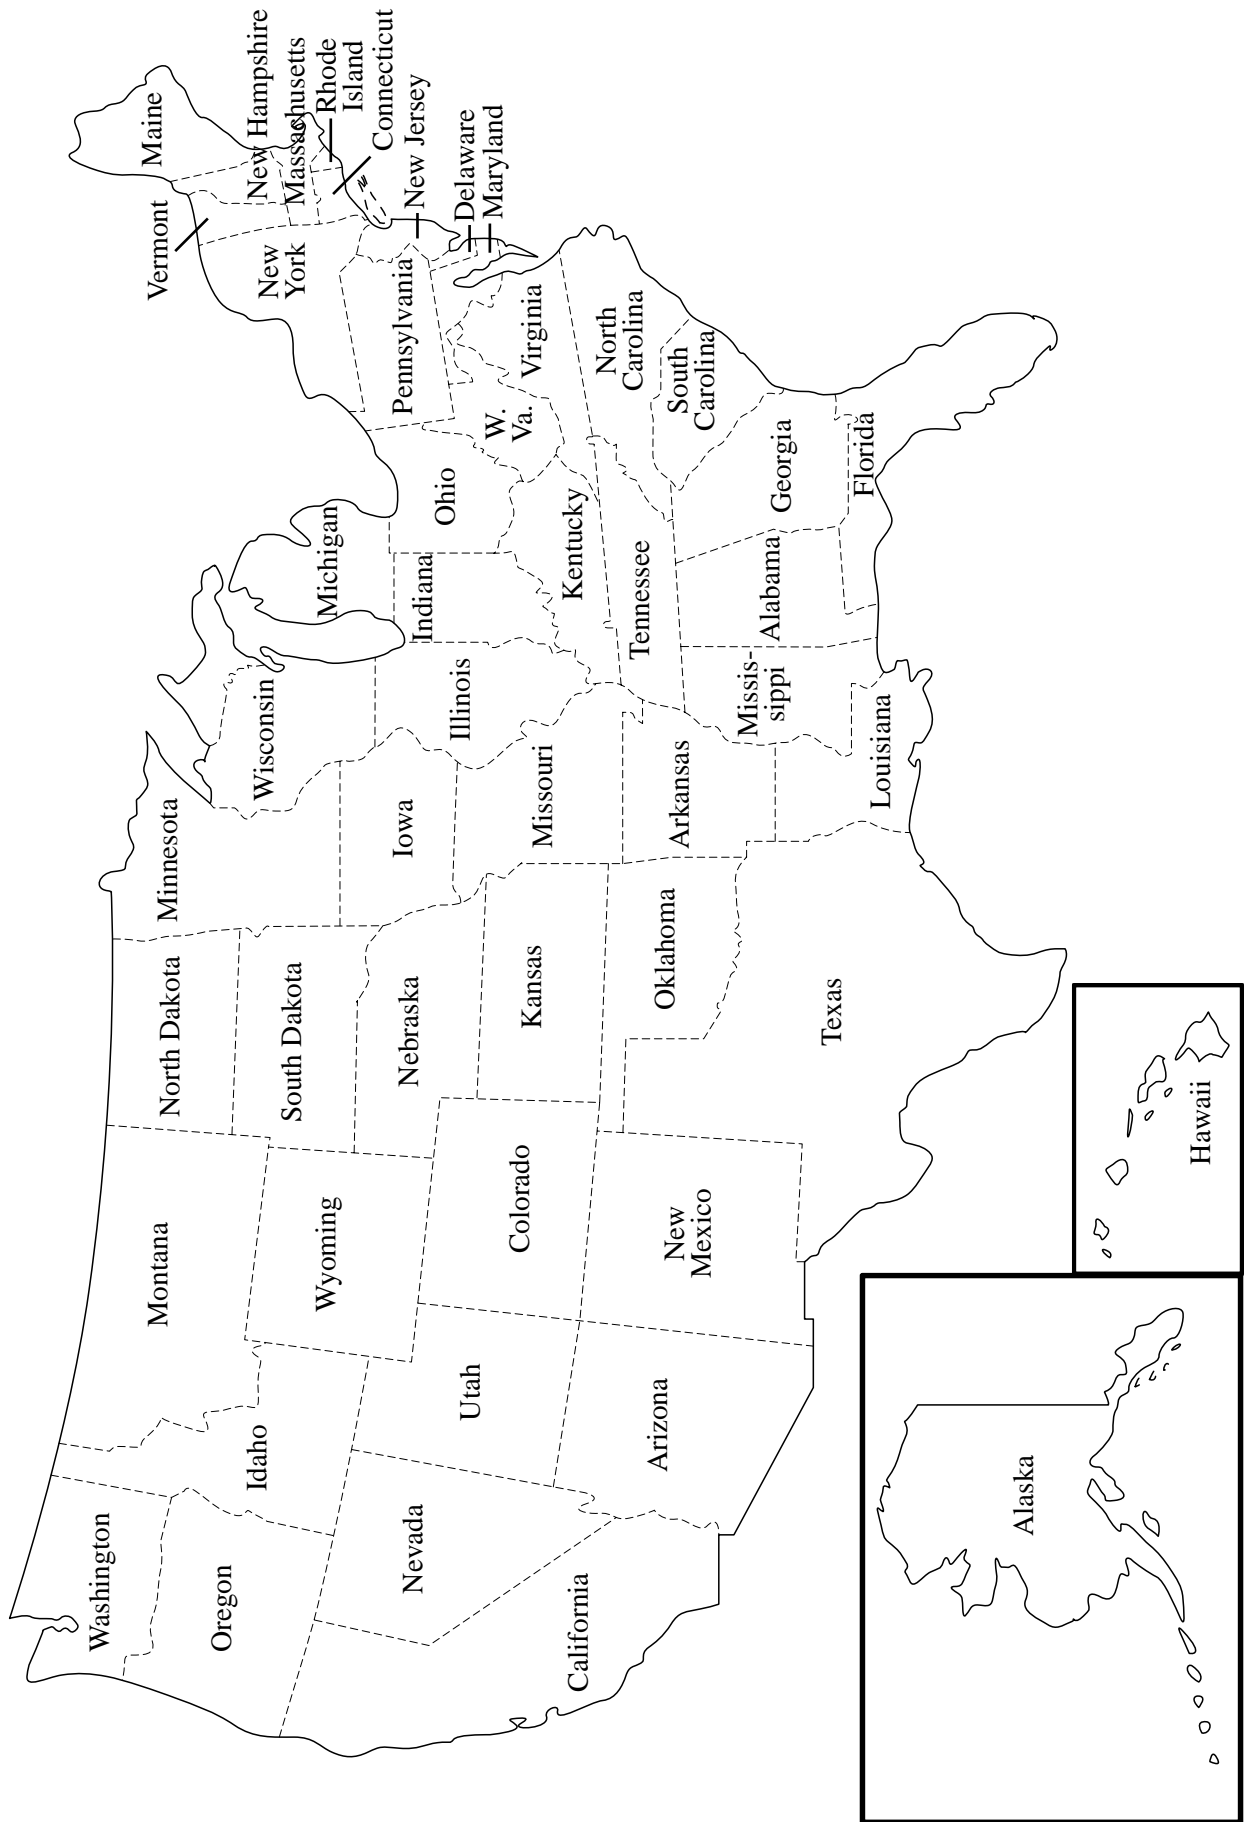 Washington
Oregon
California
Nevada
Idaho
Montana
Wyoming
Utah
Arizona
Colorado
New
Mexico
North Dakota
South Dakota
Nebraska
Kansas
Oklahoma
Texas
Minnesota
Iowa
Missouri
Arkansas
Louisiana
Wisconsin
Illinois
Michigan
Indiana
Ohio
Kentucky
Tennessee
Missis-
sippi
Alabama
Georgia
Florida
South
Carolina
North
Carolina
Virginia
W.
Va.
Pennsylvania
New
York
Vermont
Maine
New Hampshire
Massachusetts
Rhode
Island
Connecticut
New Jersey
Delaware
Maryland
Alaska
Hawaii